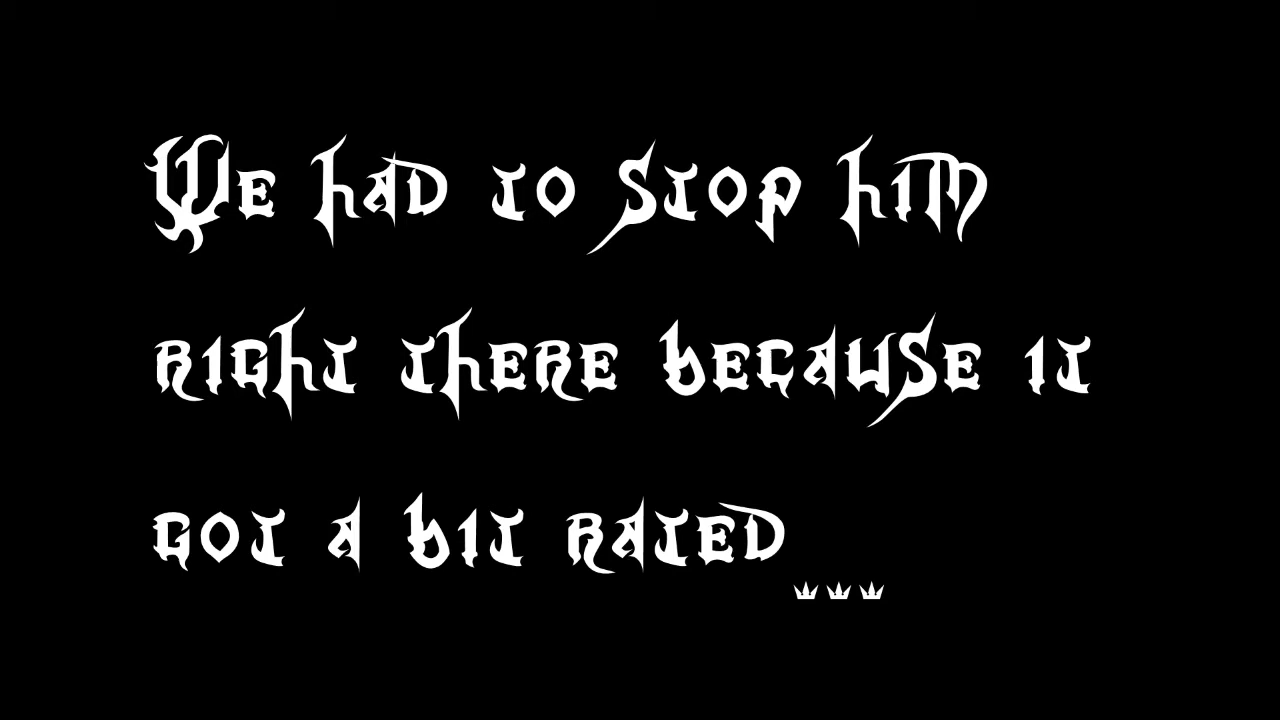 We had to stop him
right there because it
got a bit rated...